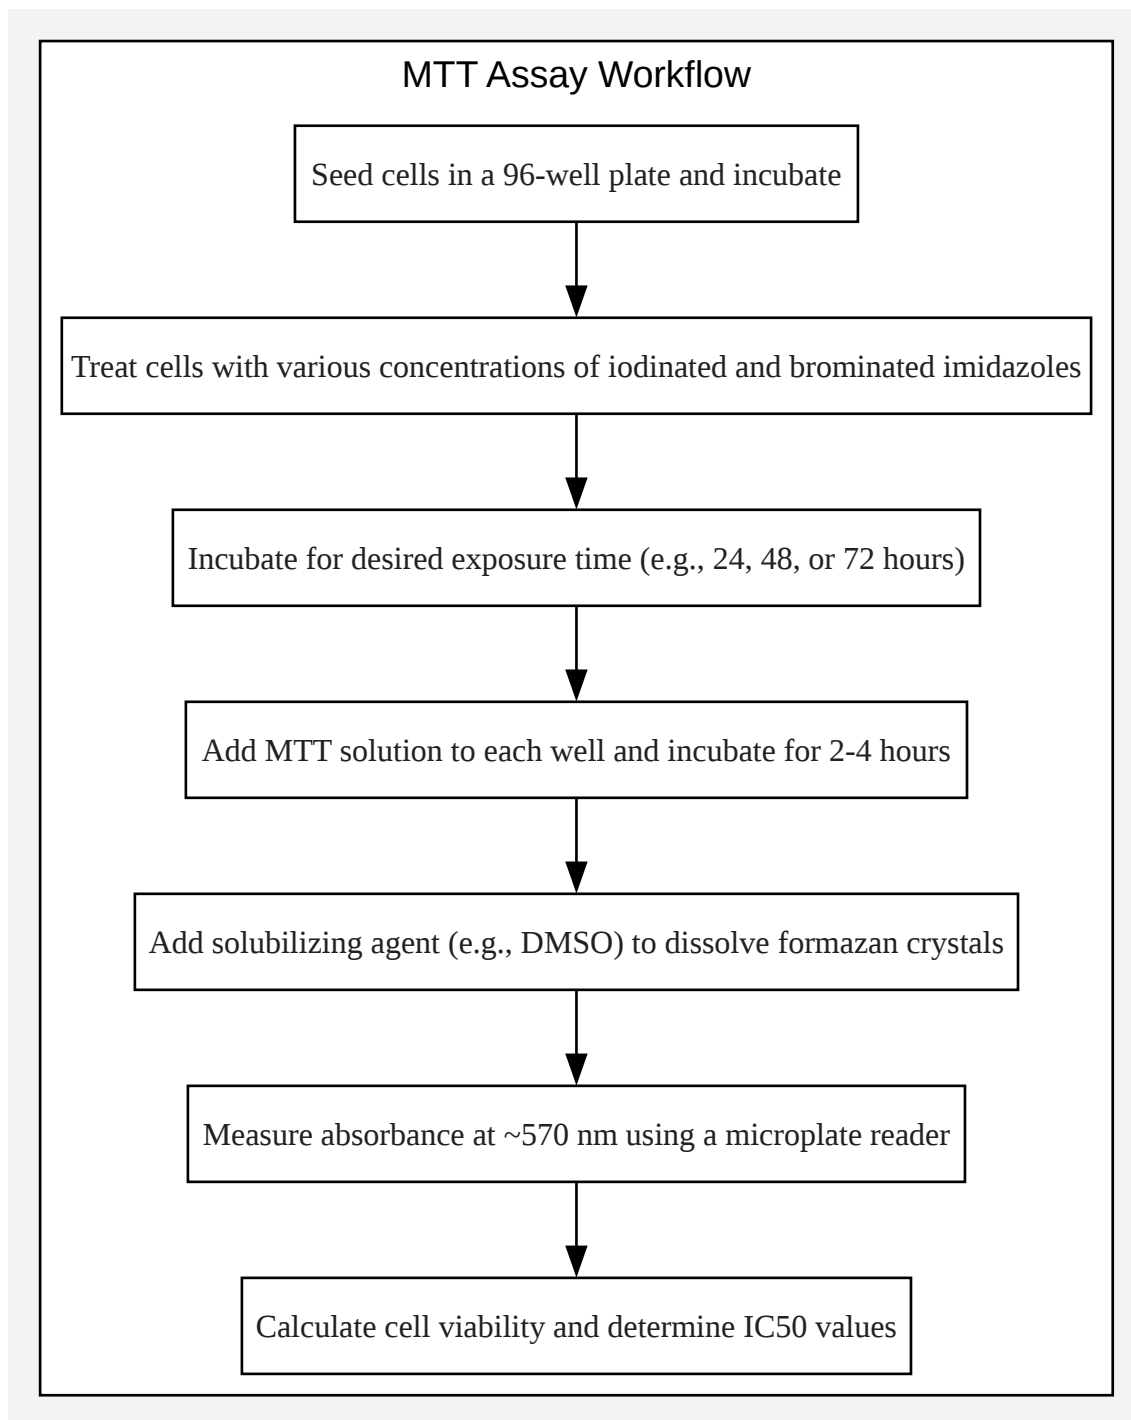 MTT Assay Workflow
Seed cells in a 96-well plate and incubate
Treat cells with various concentrations of iodinated and brominated imidazoles
Incubate for desired exposure time (e.g., 24, 48, or 72 hours)
Add MTT solution to each well and incubate for 2-4 hours
Add solubilizing agent (e.g., DMSO) to dissolve formazan crystals
Measure absorbance at ~570 nm using a microplate reader
Calculate cell viability and determine IC50 values